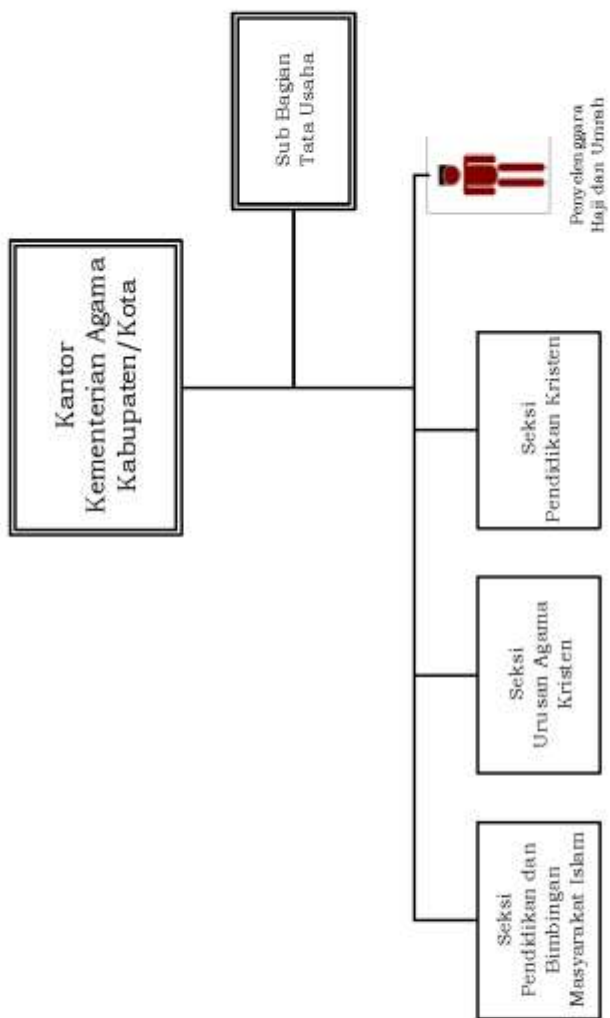 Kantor
Kementerian Agama
Kabupaten/Kota
Sub Bagian
Tata Usaha
Seksi
Pendidikan dan
Bimbingan
Masyarakat Islam
Seksi
Urusan Agama
Kristen
Seksi
Pendidikan Kristen
Penyelenggara
Haji dan Umrah